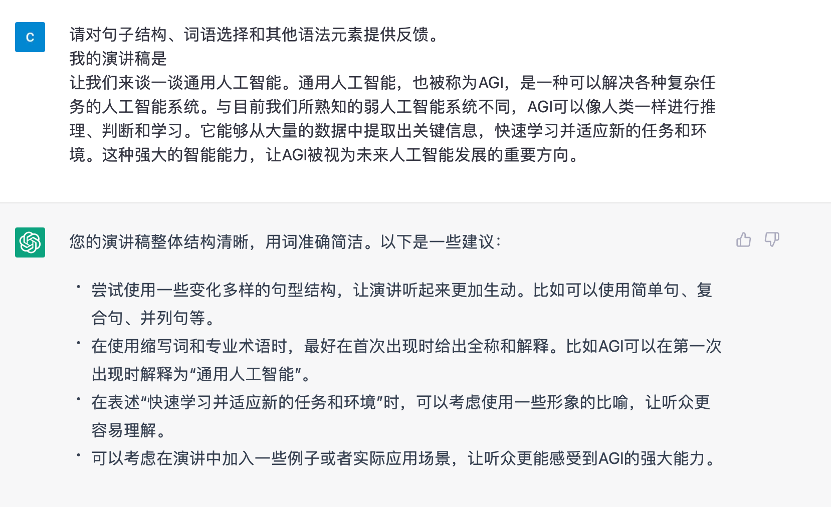 C
请对句子结构、词语选择和其他语法元素提供反馈。
我的演讲稿是
让我们来谈一谈通用人工智能。通用人工智能，也被称为AGI，是一种可以解决各种复杂任
务的人工智能系统。与目前我们所熟知的弱人工智能系统不同，AGI可以像人类一样进行推
理、判断和学习。它能够从大量的数据中提取出关键信息，快速学习并适应新的任务和环
境。这种强大的智能能力，让AGI被视为未来人工智能发展的重要方向。
您的演讲稿整体结构清晰，用词准确简洁。以下是一些建议：
• 尝试使用一些变化多样的句型结构，让演讲听起来更加生动。比如可以使用简单句、复
合句、并列句等。
• 在使用缩写词和专业术语时，最好在首次出现时给出全称和解释。比如AGI可以在第一次
出现时解释为“通用人工智能”。
• 在表述“快速学习并适应新的任务和环境”时，可以考虑使用一些形象的比喻，让听众更
容易理解。
• 可以考虑在演讲中加入一些例子或者实际应用场景，让听众更能感受到AGI的强大能力。